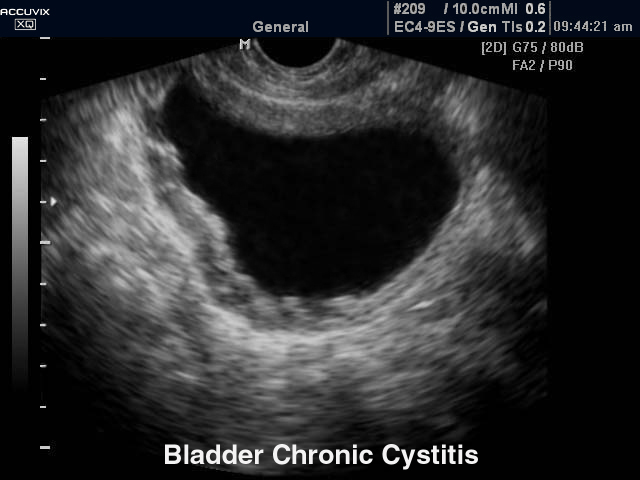 ACCUVIX
XQ
General
#209 / 10.0cm MI 0.6
EC4-9ES / Gen TIs 0.2
09:44:21 am
[2D] G75 / 80dB
FA2 / P90
M
Bladder Chronic Cystitis